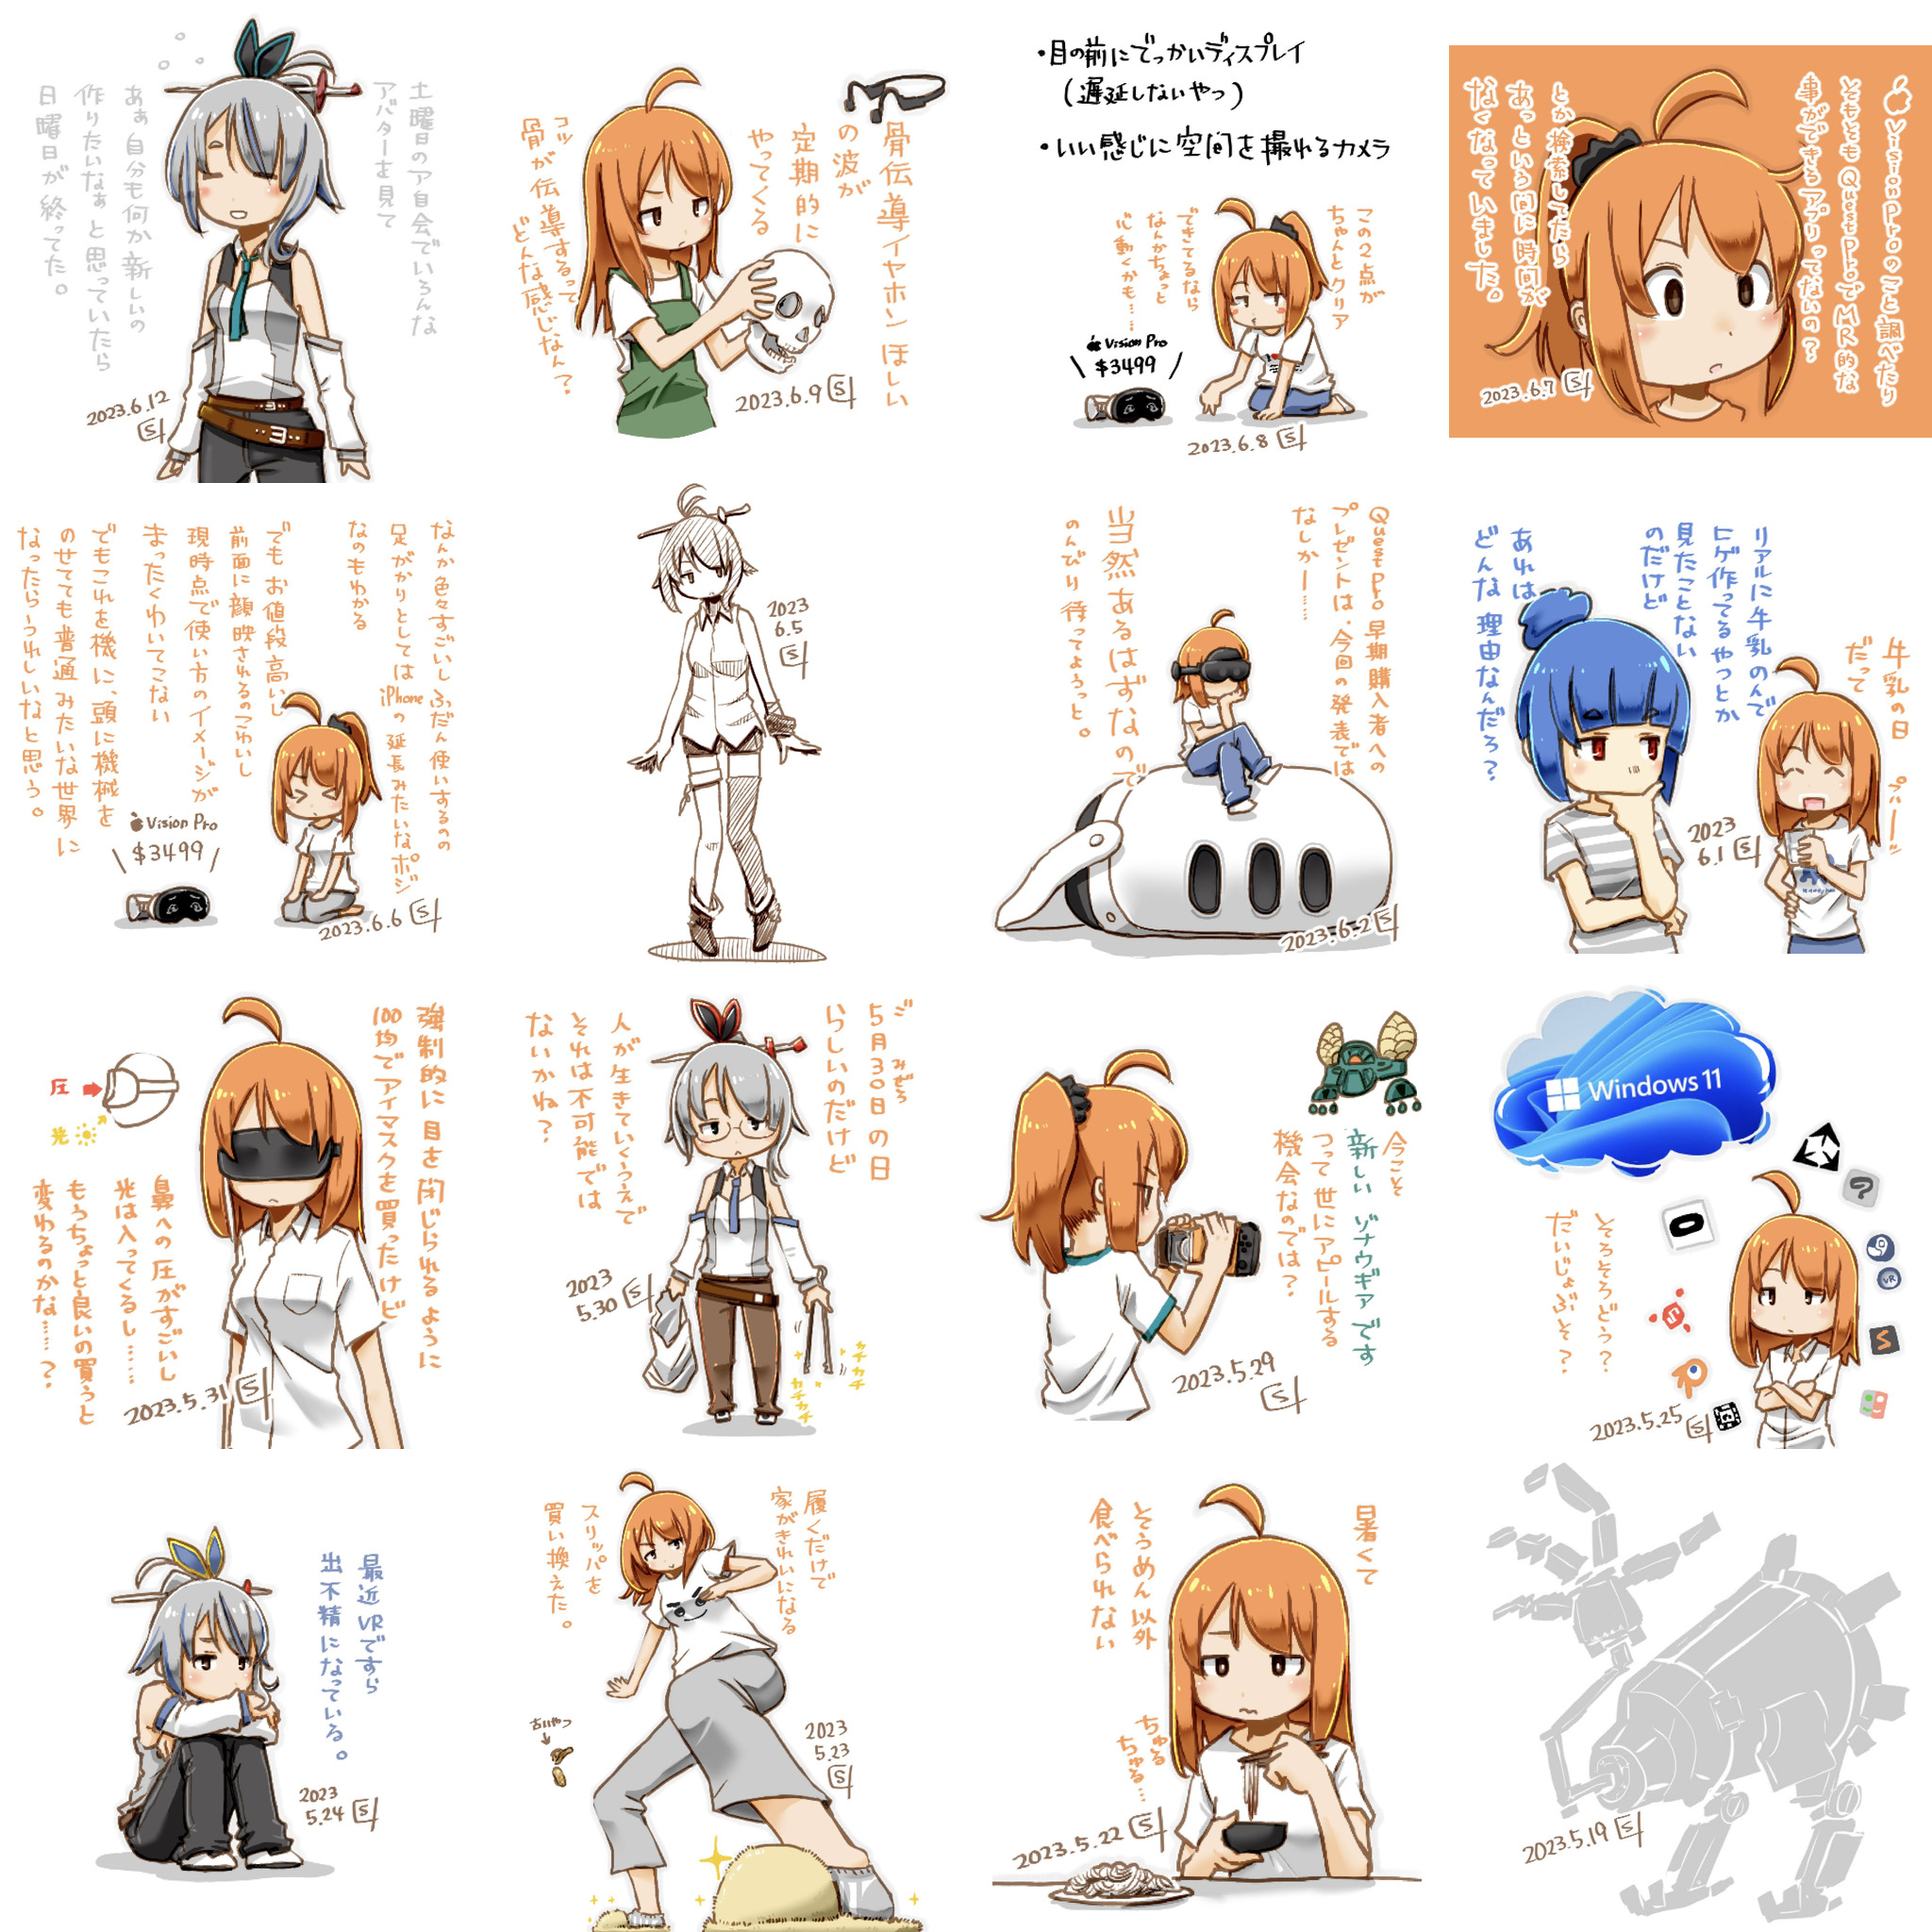 土曜日のア自会でいろんな
アバターを見て
あぁ自分も何か新しいの
作りたいなぁと思っていたら
日曜日が終ってた。
2023.6.12
骨伝導イヤホンほしい
の波が
定期的に
やってくる
コツ
骨が伝導するって
どんな感じなん?
2023.6.9
・目の前にでっかいディスプレイ
(遅延しないやつ)
・いい感じに空間を撮れるカメラ
この2点が
ちゃんとクリア
できてるなら
なんかちょっと
心動くかも……
Vision Pro
$3499
2023.6.8
VisionProのこと調べたり
そもそもQuestProでMR的な
事ができるアプリってないの?
とか検索してたら
あっという間に時間が
なくなっていました。
2023.6.7
なんか色々すごいし ふだん使いするのの
足がかりとしては iPhoneの延長みたいなポジ
なのもわかる
でもお値段高いし
前面に顔映されるのこわいし
現時点で使い方のイメージが
まったくわいてこない
でもこれを機に、頭に機械を
のせてても普通みたいな世界に
なったらうれしいなと思う。
Vision Pro
$3499
2023.6.6
2023
6.5
QuestPro 早期購入者への
プレゼントは、今回の発表では
なしかー……
当然あるはずなので
のんびり待ってよろっと。
2023.6.2
牛乳の日
だって
プハーッ
リアルに牛乳のんで
ヒゲ作ってるやつとか
見たことない
のだけど
あれは
どんな理由なんだろ?
2023
6.1
強制的に目を閉じられるように
100均でアイマスクを買ったけど
鼻への圧がすごいし
光は入ってくるし……
もうちょっと良いの買うと
変わるのかな……?
圧
光
2023.5.31
ご みぜろ
5月30日の日
らしいのだけど
人が生きていくうえで
それは不可能では
ないかね?
カチカチ
カチカチ
2023
5.30
今こそ
新しい ゾナウギアです
って世にアピールする
機会なのでは?
2023.5.29
Windows 11
そろそろどう?
だいじょぶそ?
VR
2023.5.25
最近VRですら
出不精になっている。
2023
5.24
履くだけで
家がきれいになる
スリッパを
買い換えた。
古いやつ
2023
5.23
暑くて
そうめん以外
食べられない
ちゅる
ちゅる…
2023.5.22
2023.5.19